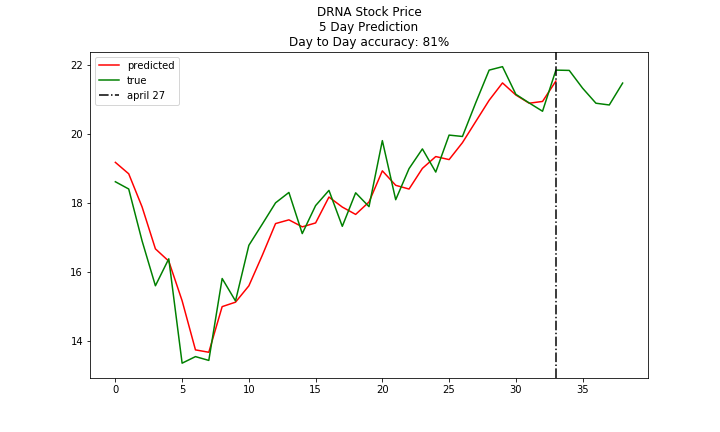 DRNA Stock Price
5 Day Prediction
Day to Day accuracy: 81%
predicted
true
april 27
22
20
18
16
14
0 5 10 15 20 25 30 35